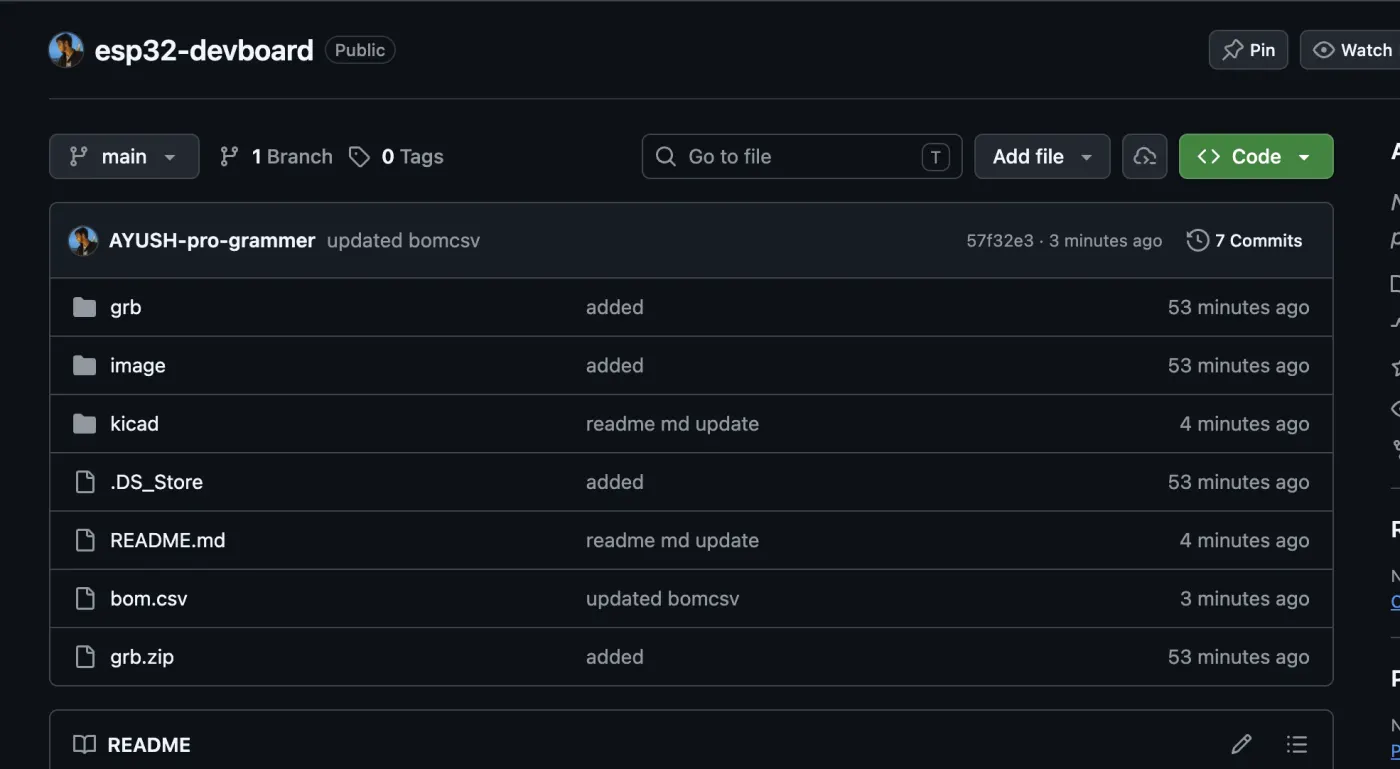 esp32-devboard Public Pin Watch
main 1 Branch 0 Tags Go to file T Add file Code
AYUSH-pro-grammer updated bomcsv 57f32e3 · 3 minutes ago 7 Commits
grb added 53 minutes ago
image added 53 minutes ago
kicad readme md update 4 minutes ago
.DS_Store added 53 minutes ago
README.md readme md update 4 minutes ago
bom.csv updated bomcsv 3 minutes ago
grb.zip added 53 minutes ago
README